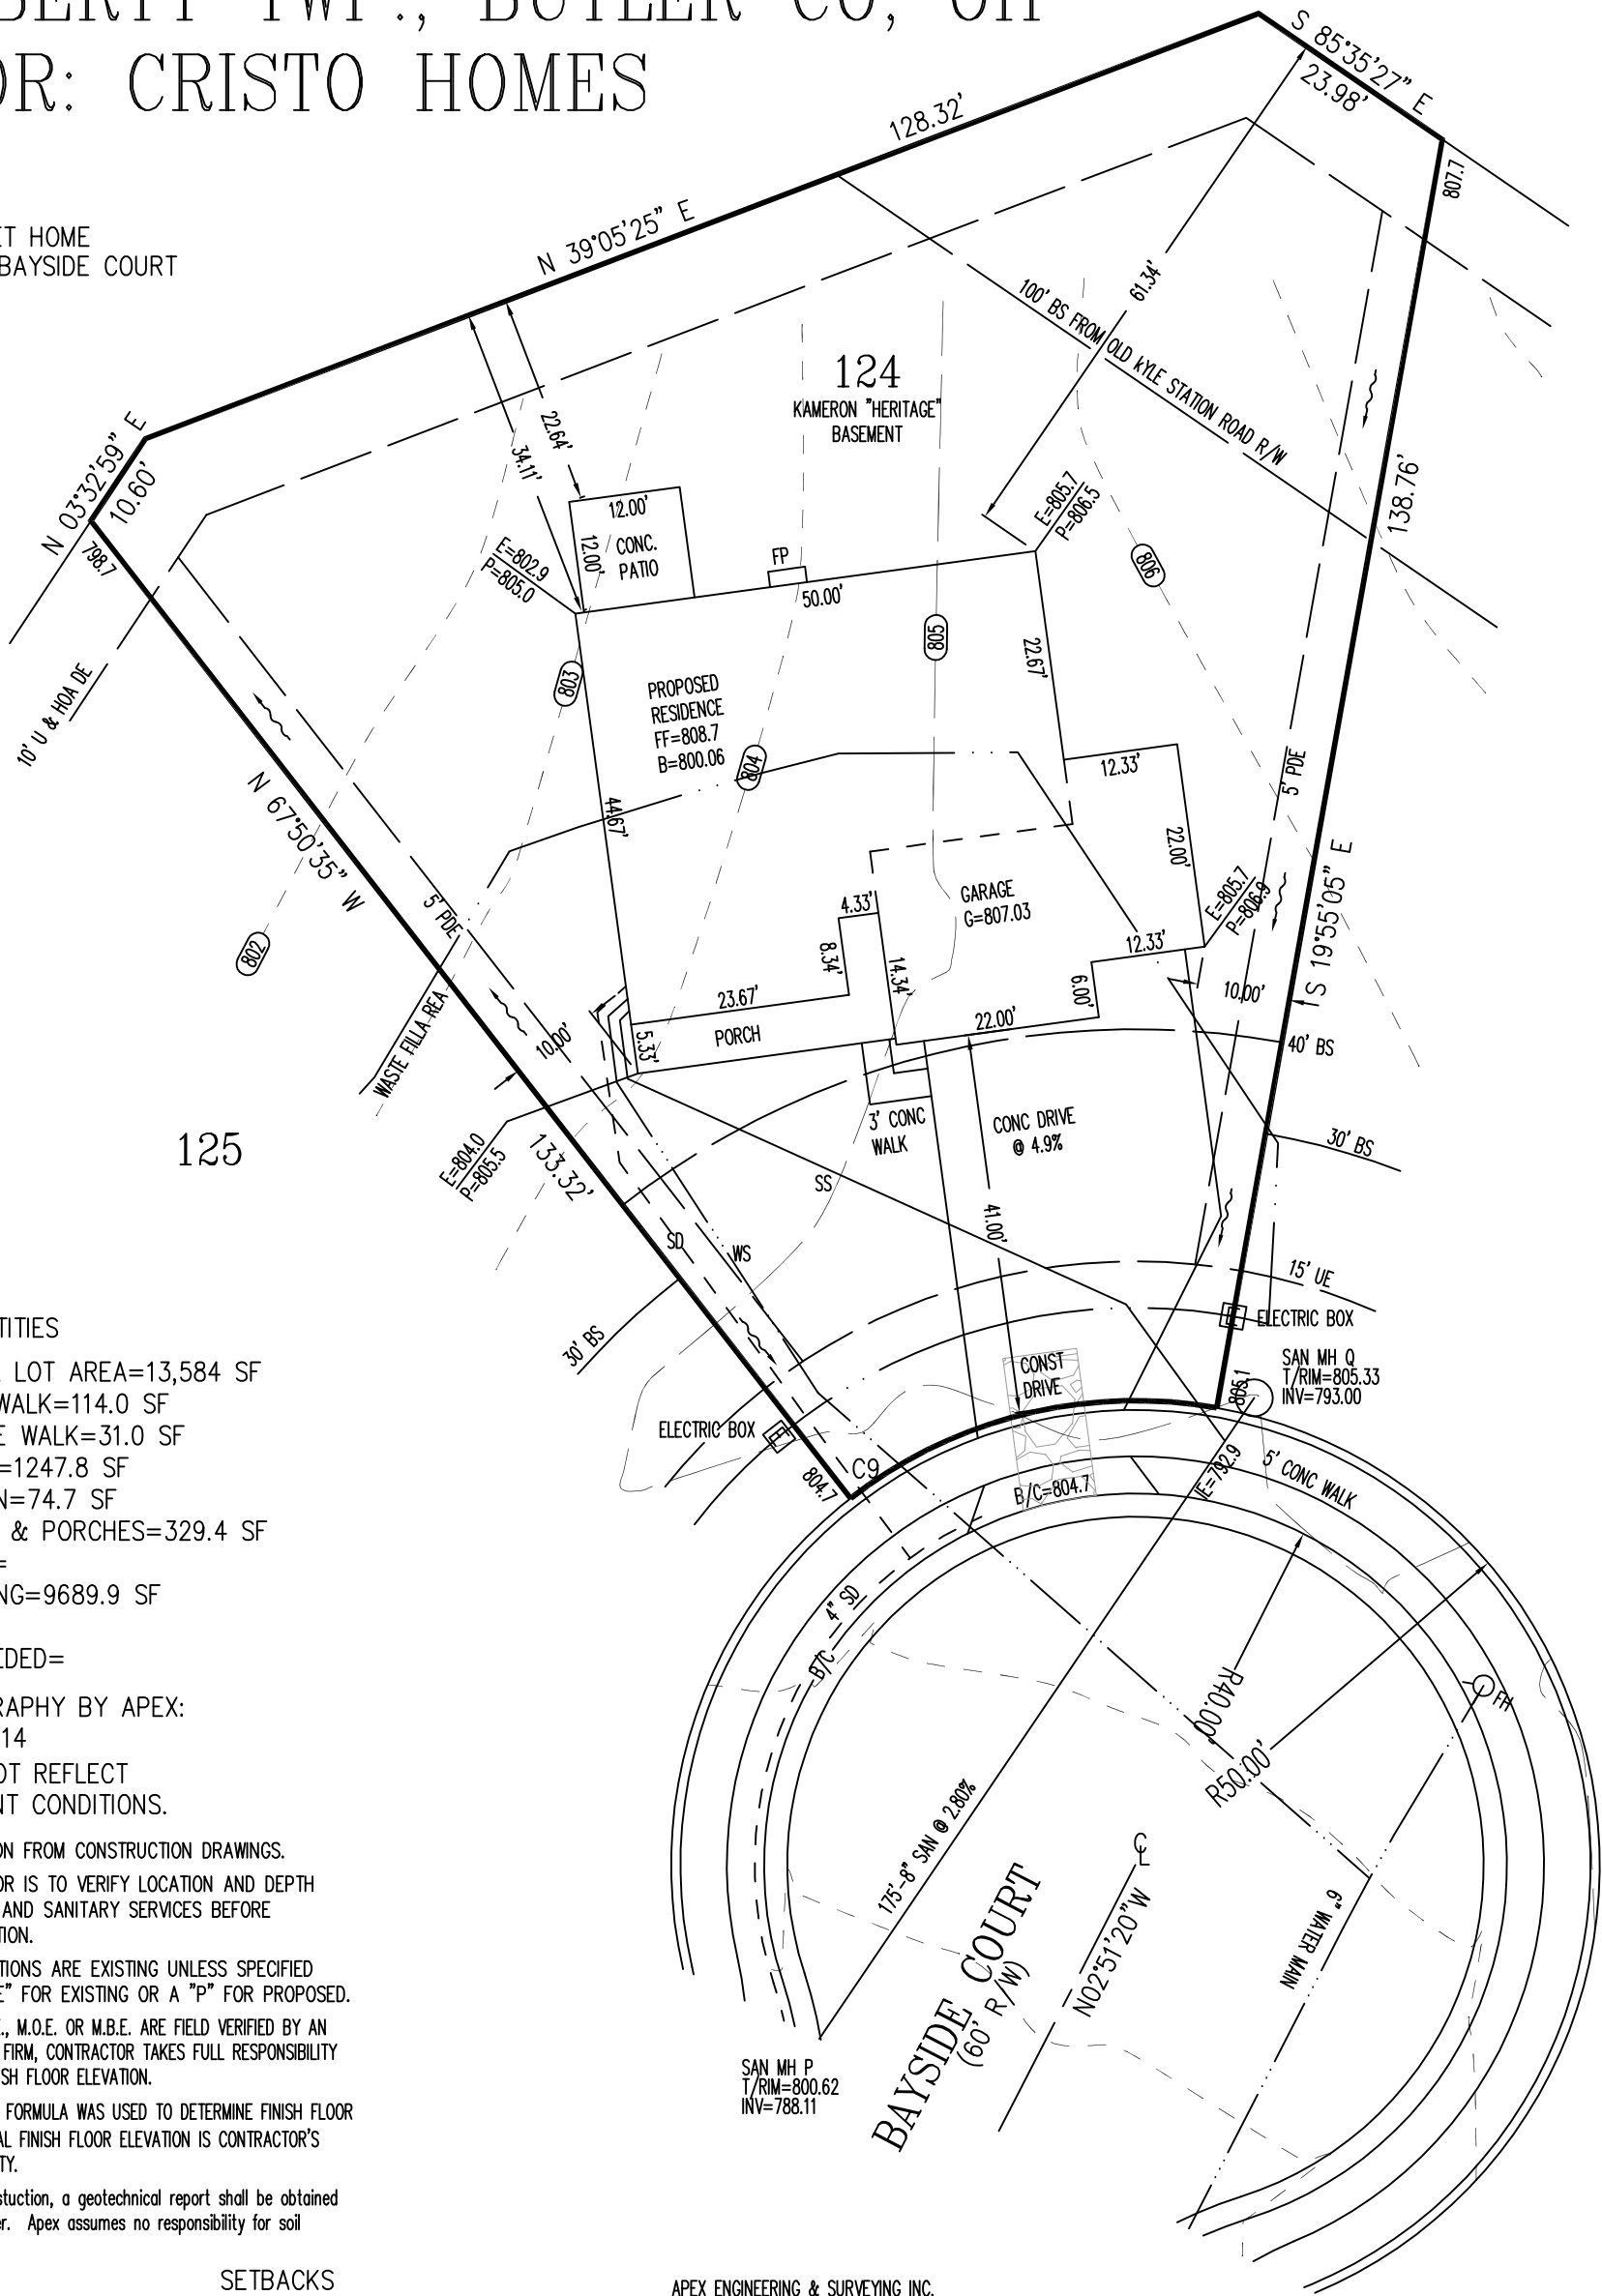 BERTY TWP., BUTLER CO, OH
OR: CRISTO HOMES
ET HOME
BAYSIDE COURT
S 85°35'27" E
23.98'
128.32'
N 39°05'25" E
807.7
61.34'
100' BS FROM OLD kYLE STATION ROAD R/W
124
KAMERON "HERITAGE"
BASEMENT
22.64'
34.11'
N 03°32'59" E
10.60'
798.7
138.76'
E=805.7
P=806.5
12.00'
12.00'
CONC.
PATIO
E=802.9
P=805.0
FP
50.00'
806
805
803
804
802
22.67'
10' U & HOA DE
PROPOSED
RESIDENCE
FF=808.7
B=800.06
12.33'
5' PDE
44.67'
22.00'
N 67°50'35" W
5' PDE
GARAGE
G=807.03
E=805.7
P=806.9
S 19°55'05" E
4.33'
8.34'
14.34'
12.33'
6.00'
10.00'
23.67'
22.00'
PORCH
5.33'
10.00'
40' BS
WASTE FILLAREA
3' CONC
WALK
CONC DRIVE
@ 4.9%
30' BS
125
E=804.0
P=805.5
133.32'
SS
41.00'
SD
WS
15' UE
30' BS
ELECTRIC BOX
E
SAN MH Q
T/RIM=805.33
INV=793.00
805.1
CONST
DRIVE
ELECTRIC BOX
E
804.7
C9
B/C=804.7
IE=792.9
5' CONC WALK
4" SD
B/C
R40.00'
R50.00'
FH
175'-8" SAN @ 2.80%
CL
N02°51'20"W
6" WATER MAIN
BAYSIDE COURT
(60' R/W)
SAN MH P
T/RIM=800.62
INV=788.11
TITIES
LOT AREA=13,584 SF
WALK=114.0 SF
E WALK=31.0 SF
=1247.8 SF
N=74.7 SF
& PORCHES=329.4 SF
=
NG=9689.9 SF
EDED=
RAPHY BY APEX:
14
OT REFLECT
NT CONDITIONS.
ON FROM CONSTRUCTION DRAWINGS.
OR IS TO VERIFY LOCATION AND DEPTH
AND SANITARY SERVICES BEFORE
TION.
TIONS ARE EXISTING UNLESS SPECIFIED
E" FOR EXISTING OR A "P" FOR PROPOSED.
E., M.O.E. OR M.B.E. ARE FIELD VERIFIED BY AN
FIRM, CONTRACTOR TAKES FULL RESPONSIBILITY
SH FLOOR ELEVATION.
FORMULA WAS USED TO DETERMINE FINISH FLOOR
AL FINISH FLOOR ELEVATION IS CONTRACTOR'S
TY.
stuction, a geotechnical report shall be obtained
er. Apex assumes no responsibility for soil
SETBACKS
APEX ENGINEERING & SURVEYING INC.